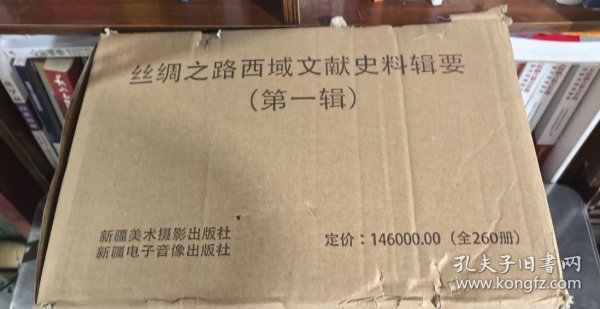 丝绸之路西域文献史料辑要
（第一辑）
新疆美术摄影出版社
新疆电子音像出版社
定价：146000.00（全260册）
孔夫子旧书网
www.kongfz.com